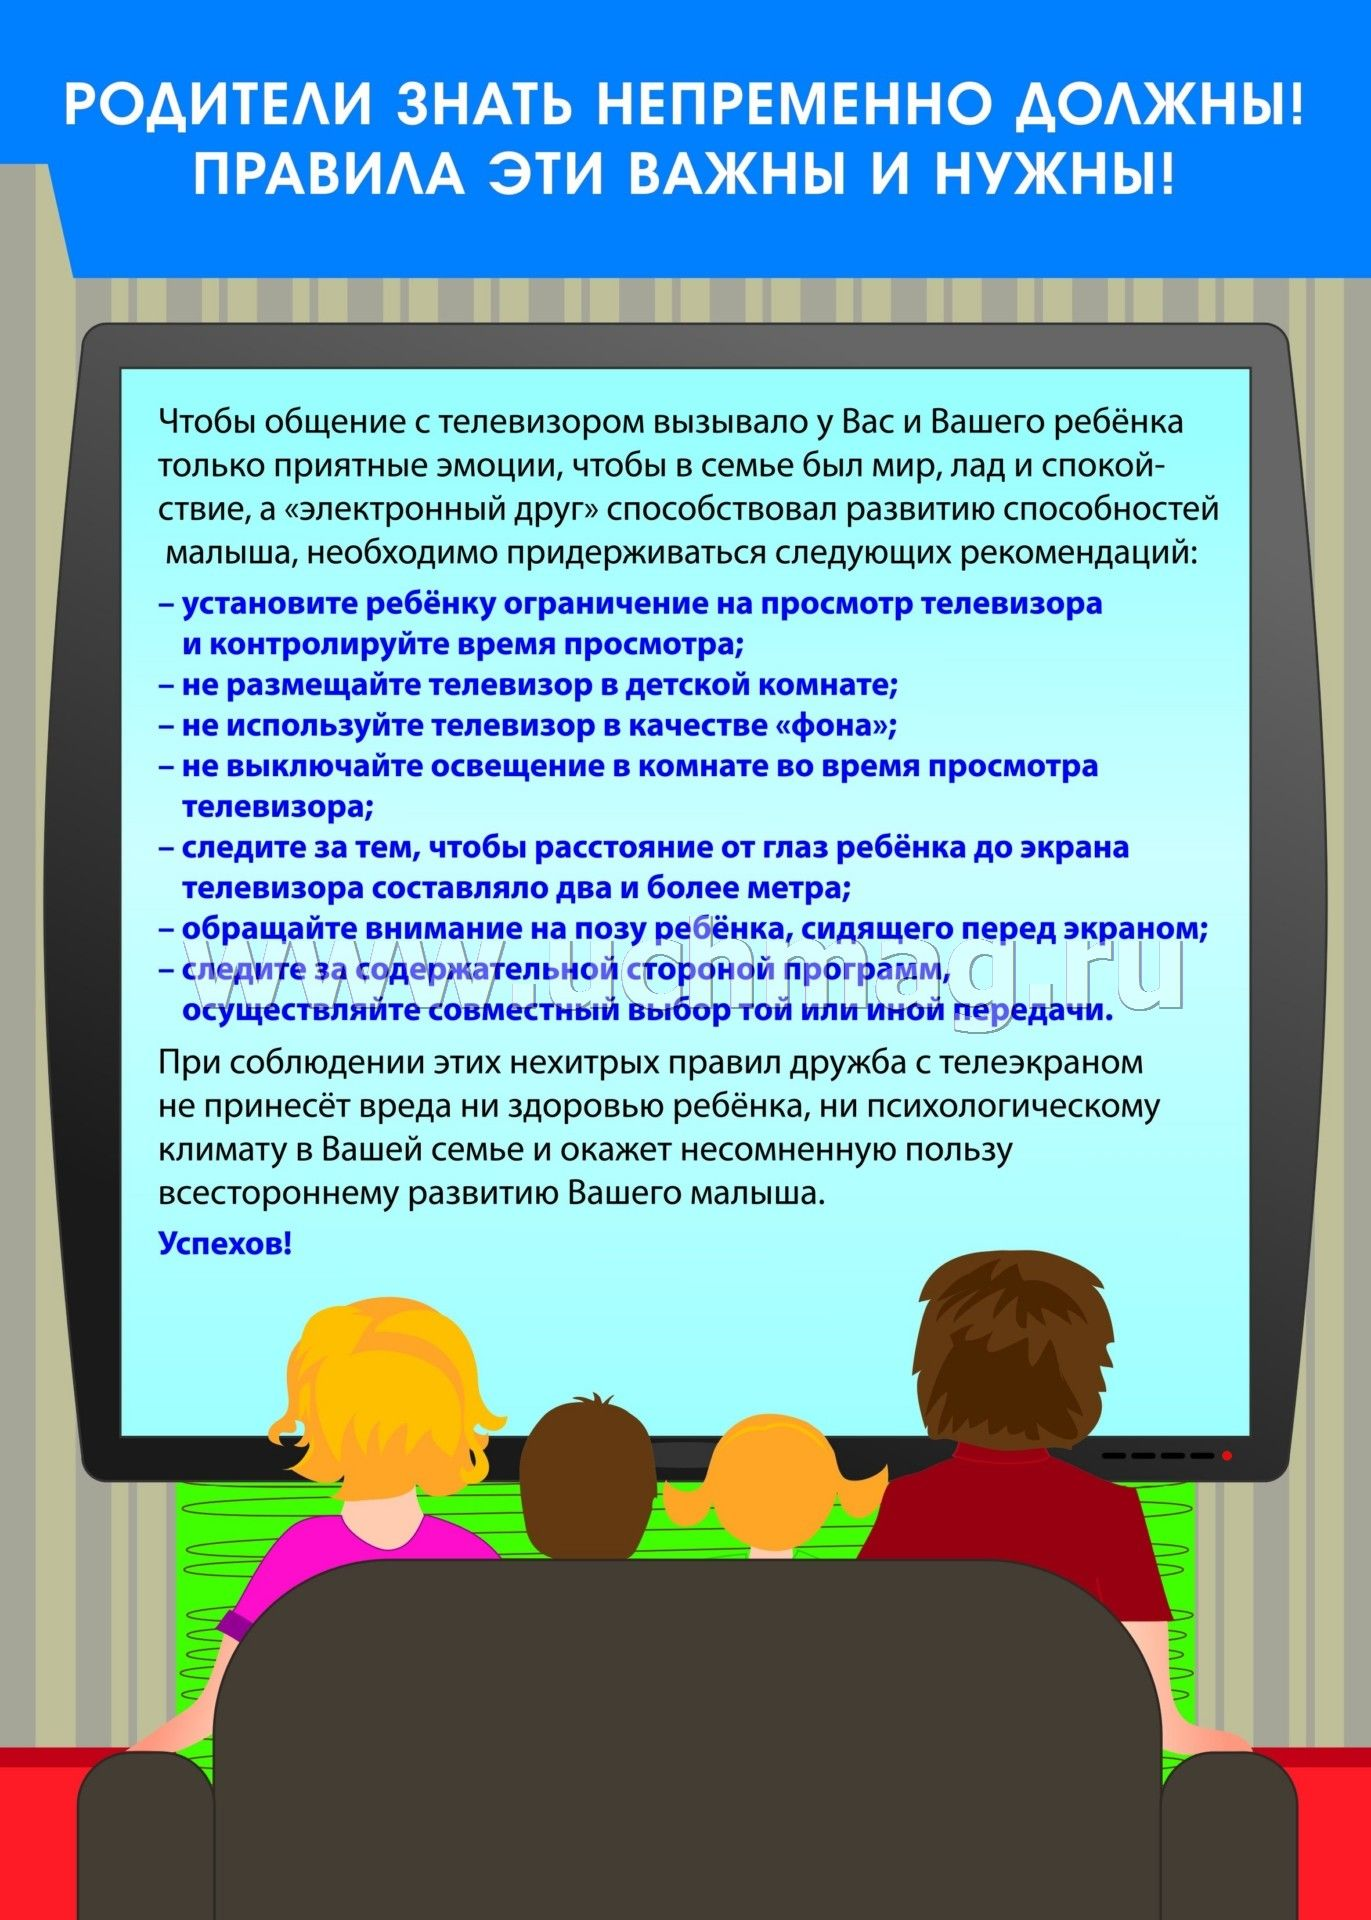 РОДИТЕЛИ ЗНАТЬ НЕПРЕМЕННО ДОЛЖНЫ!
ПРАВИЛА ЭТИ ВАЖНЫ И НУЖНЫ!
Чтобы общение с телевизором вызывало у Вас и Вашего ребёнка
только приятные эмоции, чтобы в семье был мир, лад и спокой-
ствие, а «электронный друг» способствовал развитию способностей
малыша, необходимо придерживаться следующих рекомендаций:
– установите ребёнку ограничение на просмотр телевизора
и контролируйте время просмотра;
– не размещайте телевизор в детской комнате;
– не используйте телевизор в качестве «фона»;
– не выключайте освещение в комнате во время просмотра
телевизора;
– следите за тем, чтобы расстояние от глаз ребёнка до экрана
телевизора составляло два и более метра;
– обращайте внимание на позу ребёнка, сидящего перед экраном;
– следите за содержательной стороной программ,
осуществляйте совместный выбор той или иной передачи.
www.uchmag.ru
При соблюдении этих нехитрых правил дружба с телеэкраном
не принесёт вреда ни здоровью ребёнка, ни психологическому
климату в Вашей семье и окажет несомненную пользу
всестороннему развитию Вашего малыша.
Успехов!